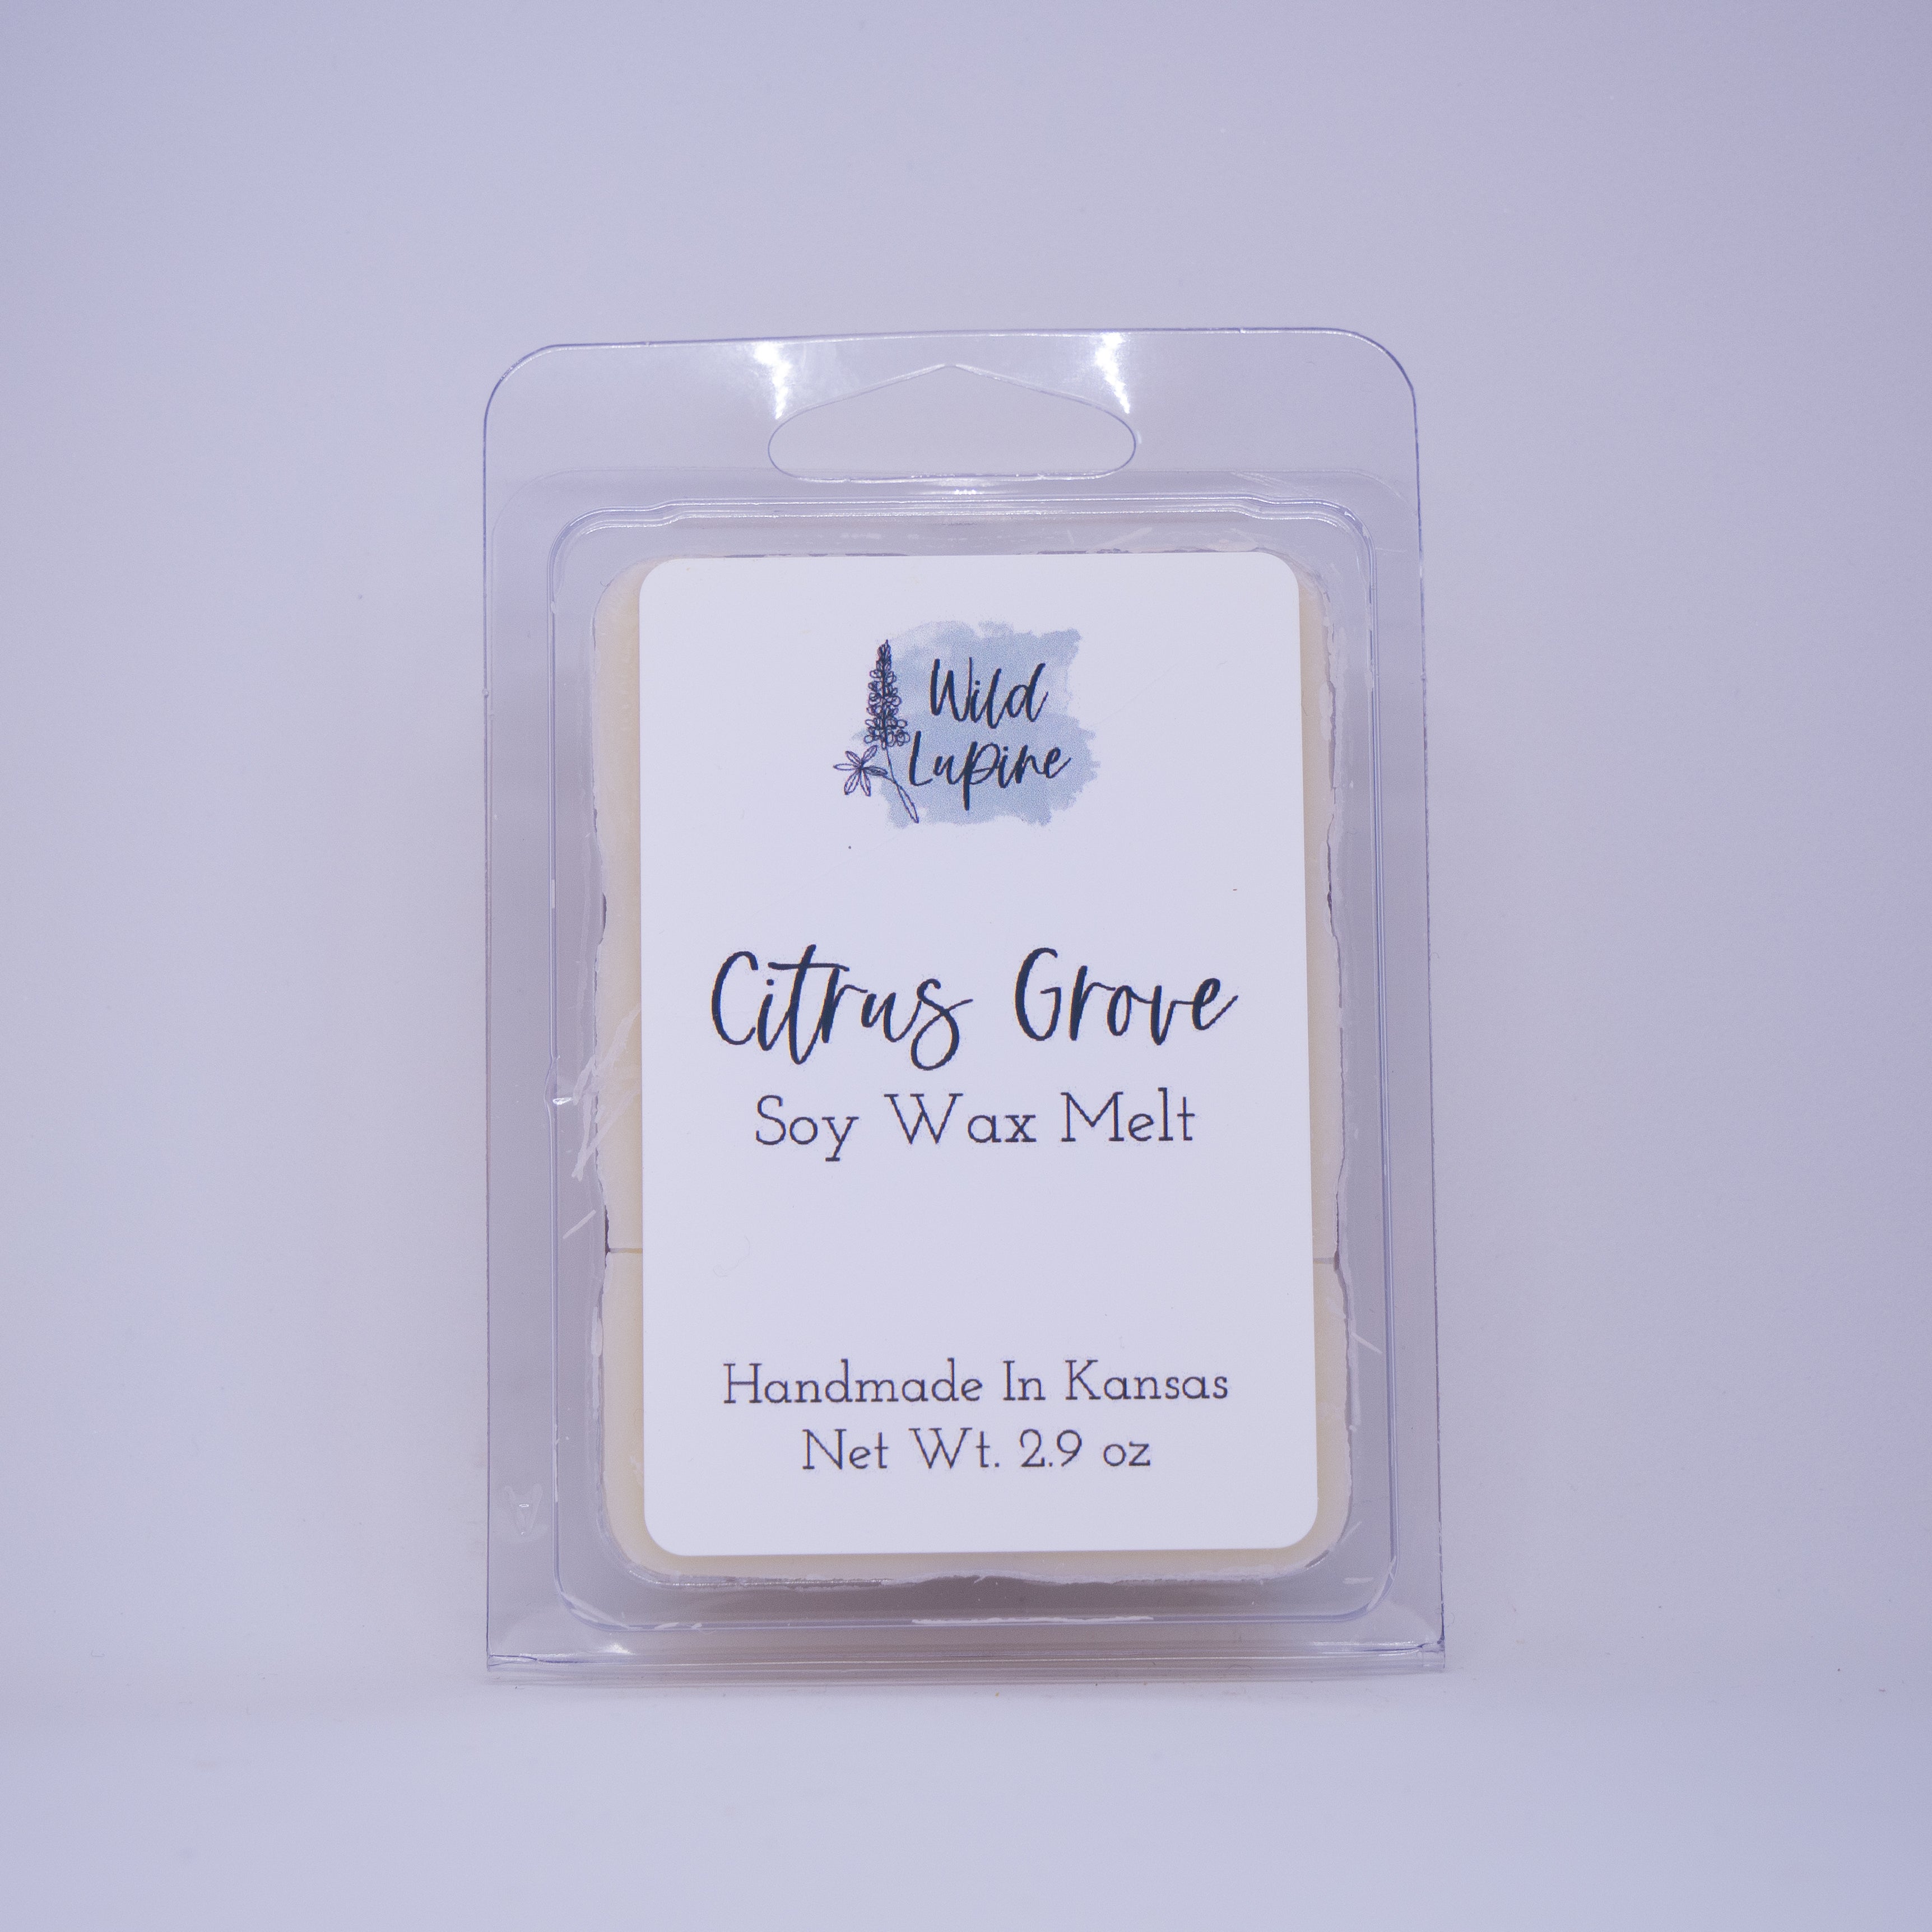 Wild
Lupine
Citrus Grove
Soy Wax Melt
Handmade In Kansas
Net Wt. 2.9 oz